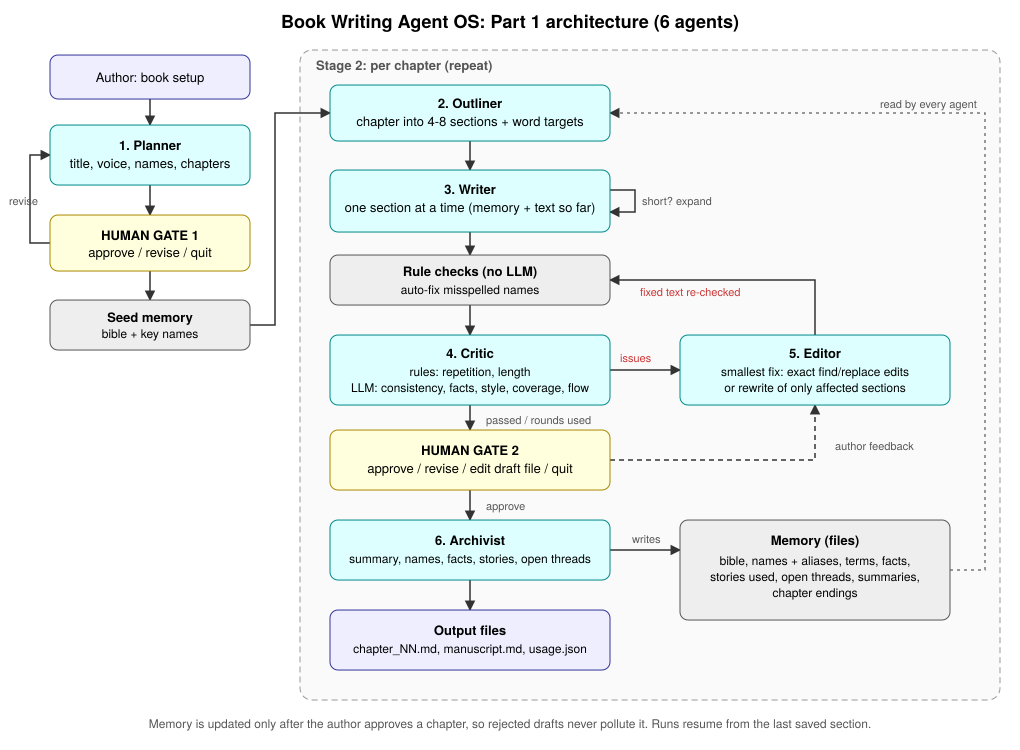 Book Writing Agent OS: Part 1 architecture (6 agents)
Author: book setup
1. Planner
title, voice, names, chapters
revise
HUMAN GATE 1
approve / revise / quit
Seed memory
bible + key names
Stage 2: per chapter (repeat)
2. Outliner
chapter into 4-8 sections + word targets
read by every agent
3. Writer
one section at a time (memory + text so far)
short? expand
Rule checks (no LLM)
auto-fix misspelled names
fixed text re-checked
4. Critic
rules: repetition, length
LLM: consistency, facts, style, coverage, flow
issues
5. Editor
smallest fix: exact find/replace edits
or rewrite of only affected sections
passed / rounds used
HUMAN GATE 2
approve / revise / edit draft file / quit
author feedback
approve
6. Archivist
summary, names, facts, stories, open threads
writes
Memory (files)
bible, names + aliases, terms, facts,
stories used, open threads, summaries,
chapter endings
Output files
chapter_NN.md, manuscript.md, usage.json
Memory is updated only after the author approves a chapter, so rejected drafts never pollute it. Runs resume from the last saved section.